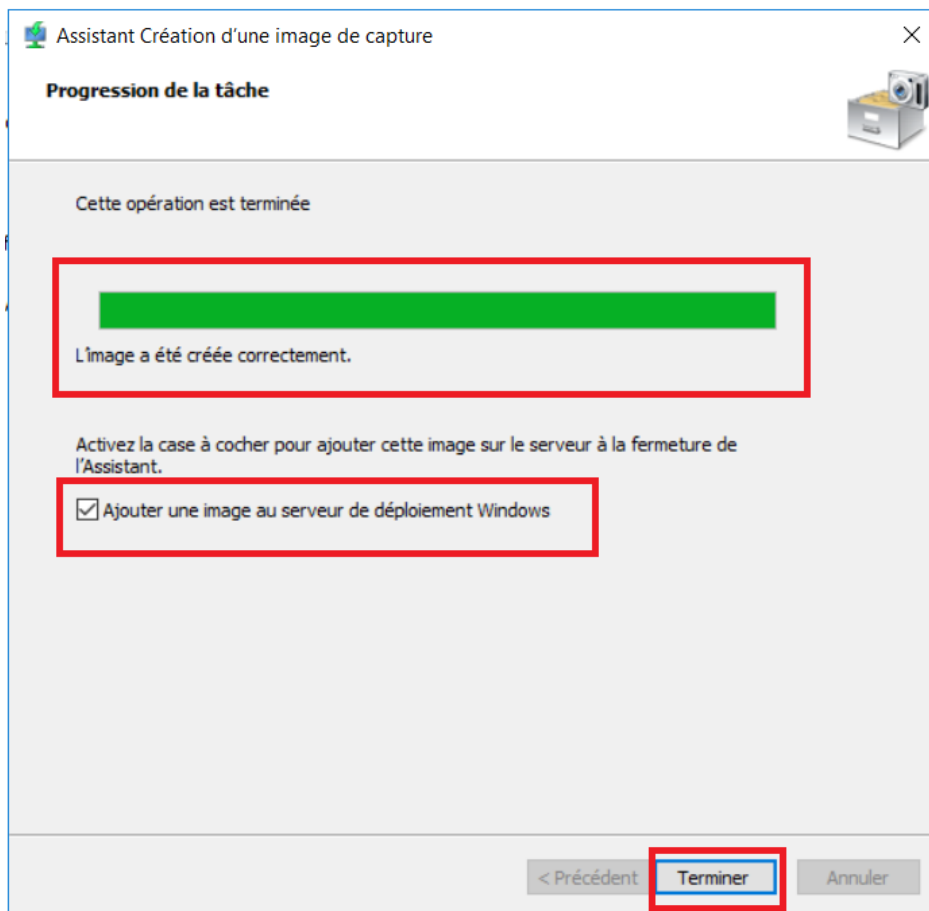 Assistant Création d'une image de capture
Progression de la tâche
Cette opération est terminée
L'image a été créée correctement.
Activez la case à cocher pour ajouter cette image sur le serveur à la fermeture de
l'Assistant.
Ajouter une image au serveur de déploiement Windows
< Précédent
Terminer
Annuler